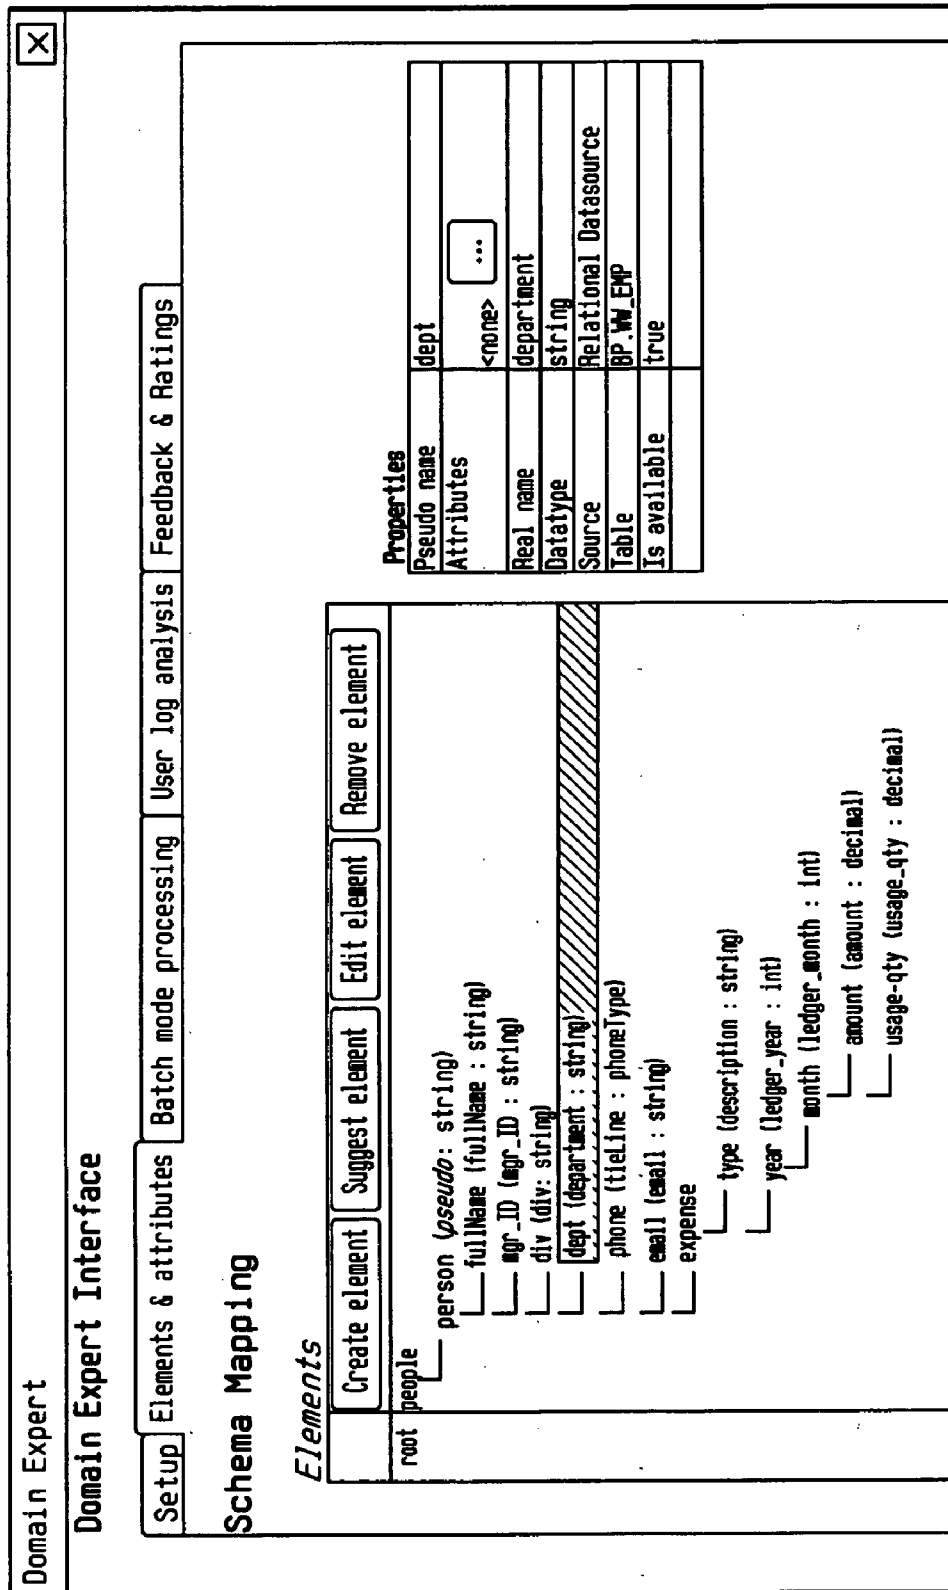 Domain Expert
X
Domain Expert Interface
Setup Elements & attributes Batch mode processing User log analysis Feedback & Ratings
Schema Mapping
Elements
Create element Suggest element Edit element Remove element
root people
person (pseudo: string)
fullName (fullName : string)
mgr_ID (mgr_ID : string)
div (div: string)
dept (department : string)
phone (tieLine : phoneType)
email (email : string)
expense
type (description : string)
year (ledger_year : int)
month (ledger_month : int)
amount (amount : decimal)
usage-qty (usage_qty : decimal)
Properties
Pseudo name dept
Attributes <none> ...
Real name department
Datatype string
Source Relational Datasource
Table BP.WW_EMP
Is available true